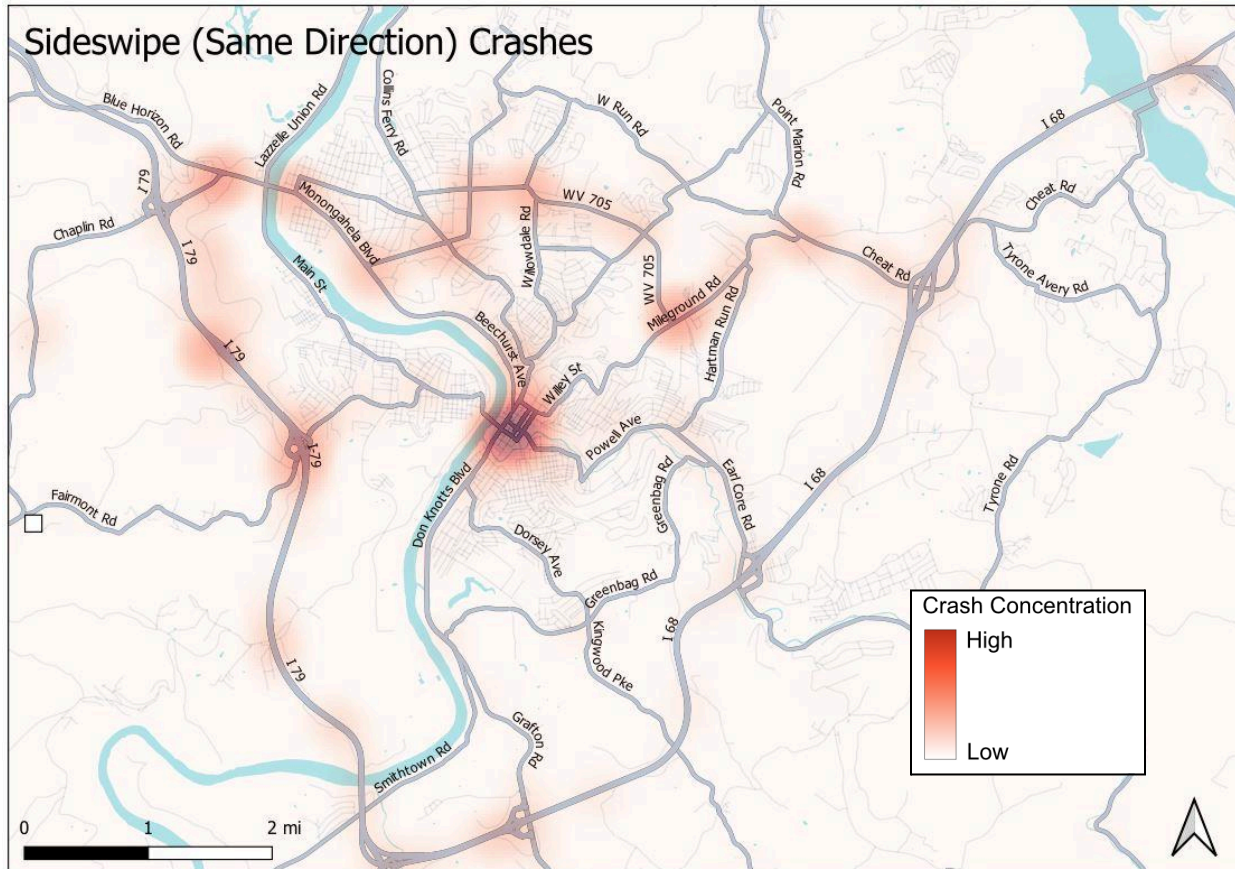 Sideswipe (Same Direction) Crashes
Blue Horizon Rd
Lazzelle Union Rd
Collins Ferry Rd
W Run Rd
Point Marion Rd
I 68
I 79
Chaplin Rd
I 79
Monongahela Blvd
Main St
Willowdale Rd
WV 705
WV 705
Cheat Rd
Cheat Rd
Tyrone Avery Rd
Mileground Rd
Hartman Run Rd
I 79
Beechurst Ave
Willey St
Powell Ave
I-79
Fairmont Rd
Don Knotts Blvd
Greenbag Rd
Earl Core Rd
I 68
Tyrone Rd
Dorsey Ave
Greenbag Rd
Kingwood Pke
I 68
I 79
Grafton Rd
Smithtown Rd
Crash Concentration
High
Low
0 1 2 mi